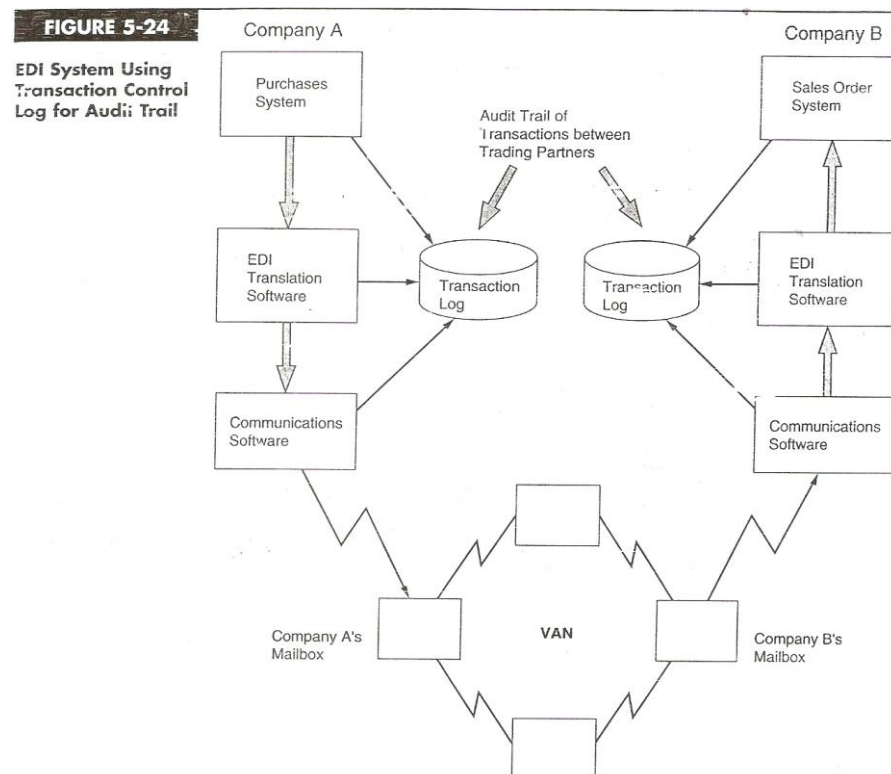 FIGURE 5-24
EDI System Using
Transaction Control
Log for Audit Trail
Company A
Company B
Purchases
System
Sales Order
System
Audit Trail of
Transactions between
Trading Partners
EDI
Translation
Software
Transaction
Log
Transaction
Log
EDI
Translation
Software
Communications
Software
Communications
Software
Company A's
Mailbox
VAN
Company B's
Mailbox